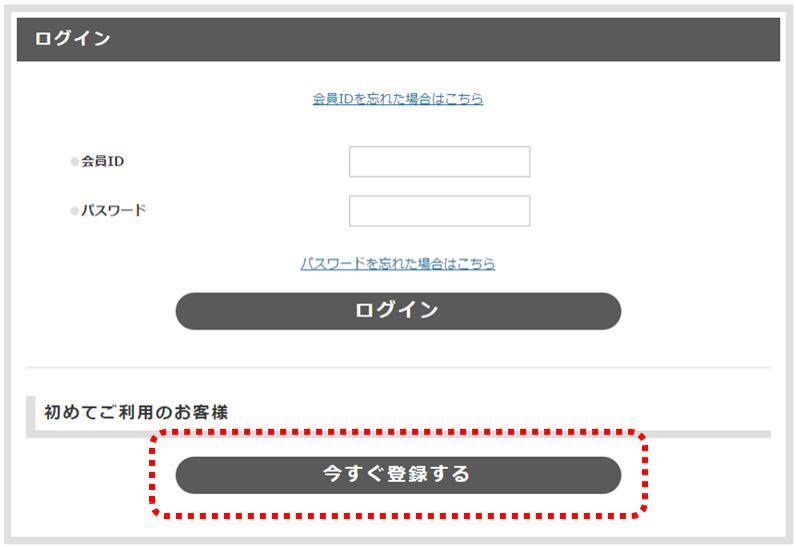 ログイン
会員IDを忘れた場合はこちら
会員ID
パスワード
パスワードを忘れた場合はこちら
ログイン
初めてご利用のお客様
今すぐ登録する